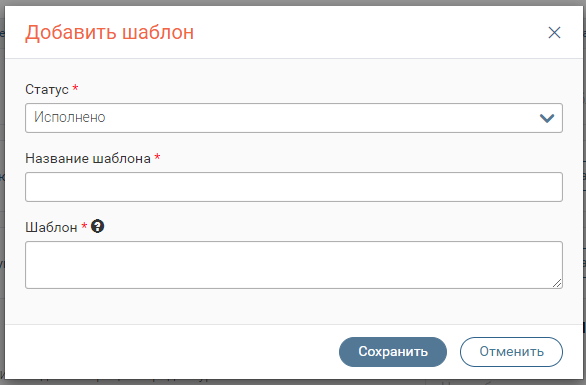 Добавить шаблон
Статус *
Исполнено
Название шаблона *
Шаблон * ?
Сохранить
Отменить